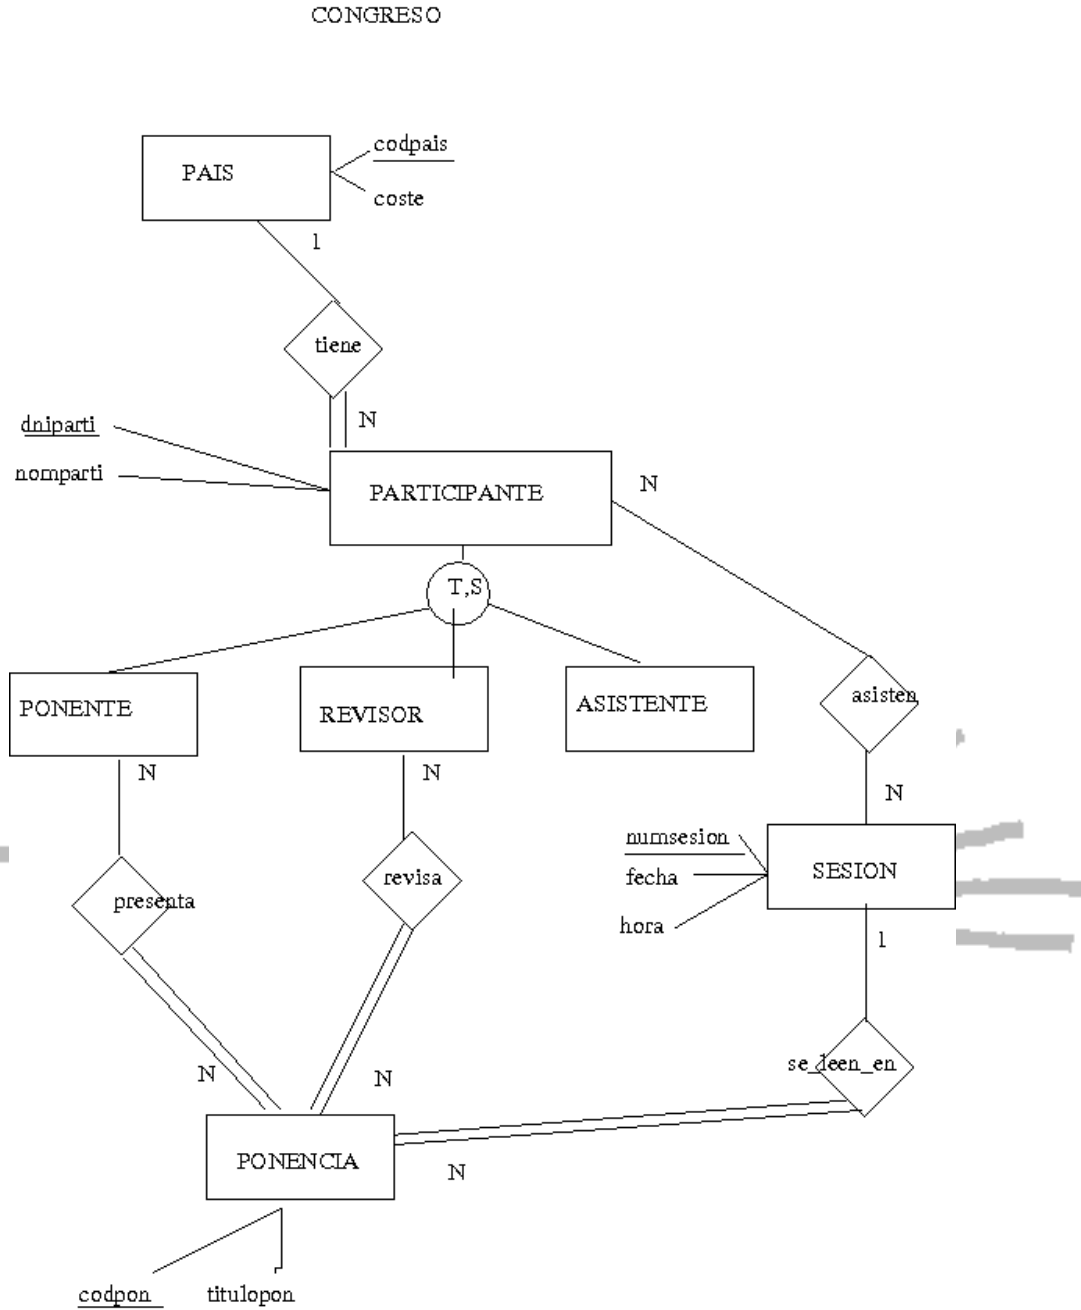 CONGRESO
codpais
PAIS
coste
1
tiene
N
dniparti
nomparti
PARTICIPANTE
N
T,S
PONENTE
REVISOR
ASISTENTE
asisten
N
N
N
numsesion
fecha
hora
SESION
revisa
presenta
1
se_leen_en
N
N
PONENCIA
N
codpon
titulopon